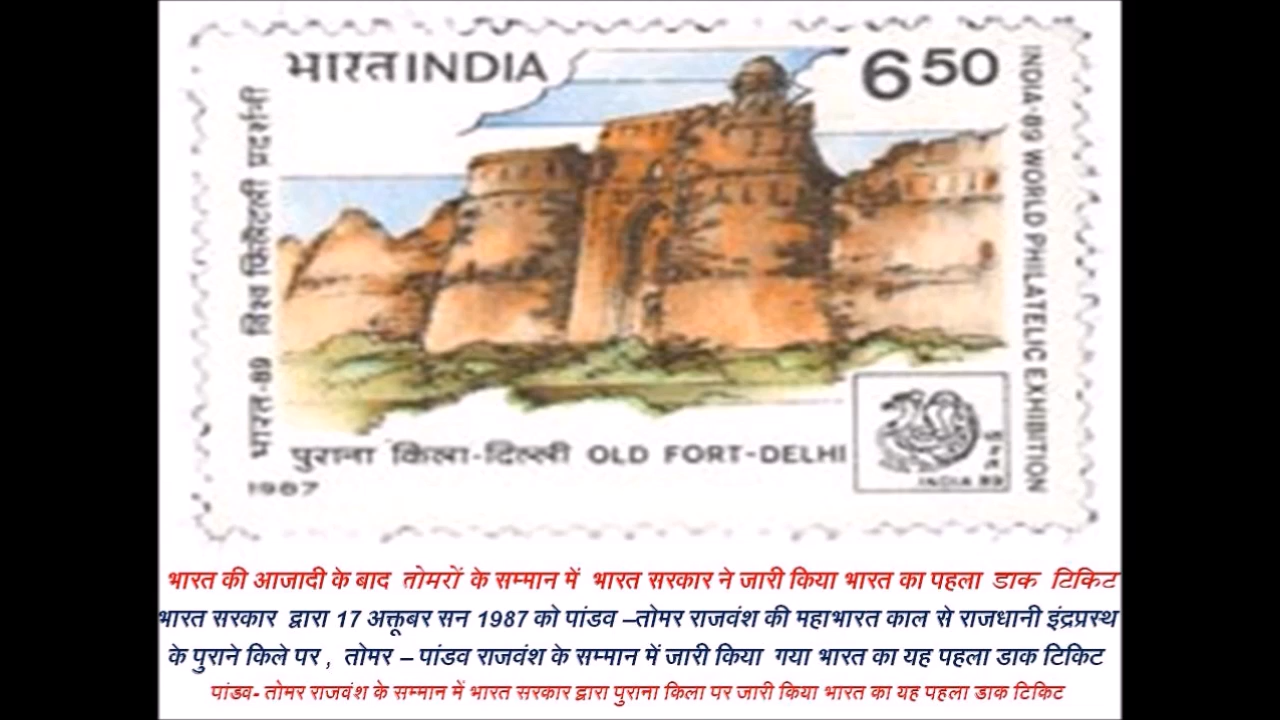 भारत INDIA
6 50
भारत-89 विश्व फिलेटली प्रदर्शनी
INDIA-89 WORLD PHILATELIC EXHIBITION
पुराना किला-दिल्ली OLD FORT-DELHI
INDIA 89
1987
भारत की आजादी के बाद तोमरों के सम्मान में भारत सरकार ने जारी किया भारत का पहला डाक टिकिट
भारत सरकार द्वारा 17 अक्तूबर सन 1987 को पांडव –तोमर राजवंश की महाभारत काल से राजधानी इंद्रप्रस्थ
के पुराने किले पर , तोमर – पांडव राजवंश के सम्मान में जारी किया गया भारत का यह पहला डाक टिकिट
पांडव- तोमर राजवंश के सम्मान में भारत सरकार द्वारा पुराना किला पर जारी किया भारत का यह पहला डाक टिकिट